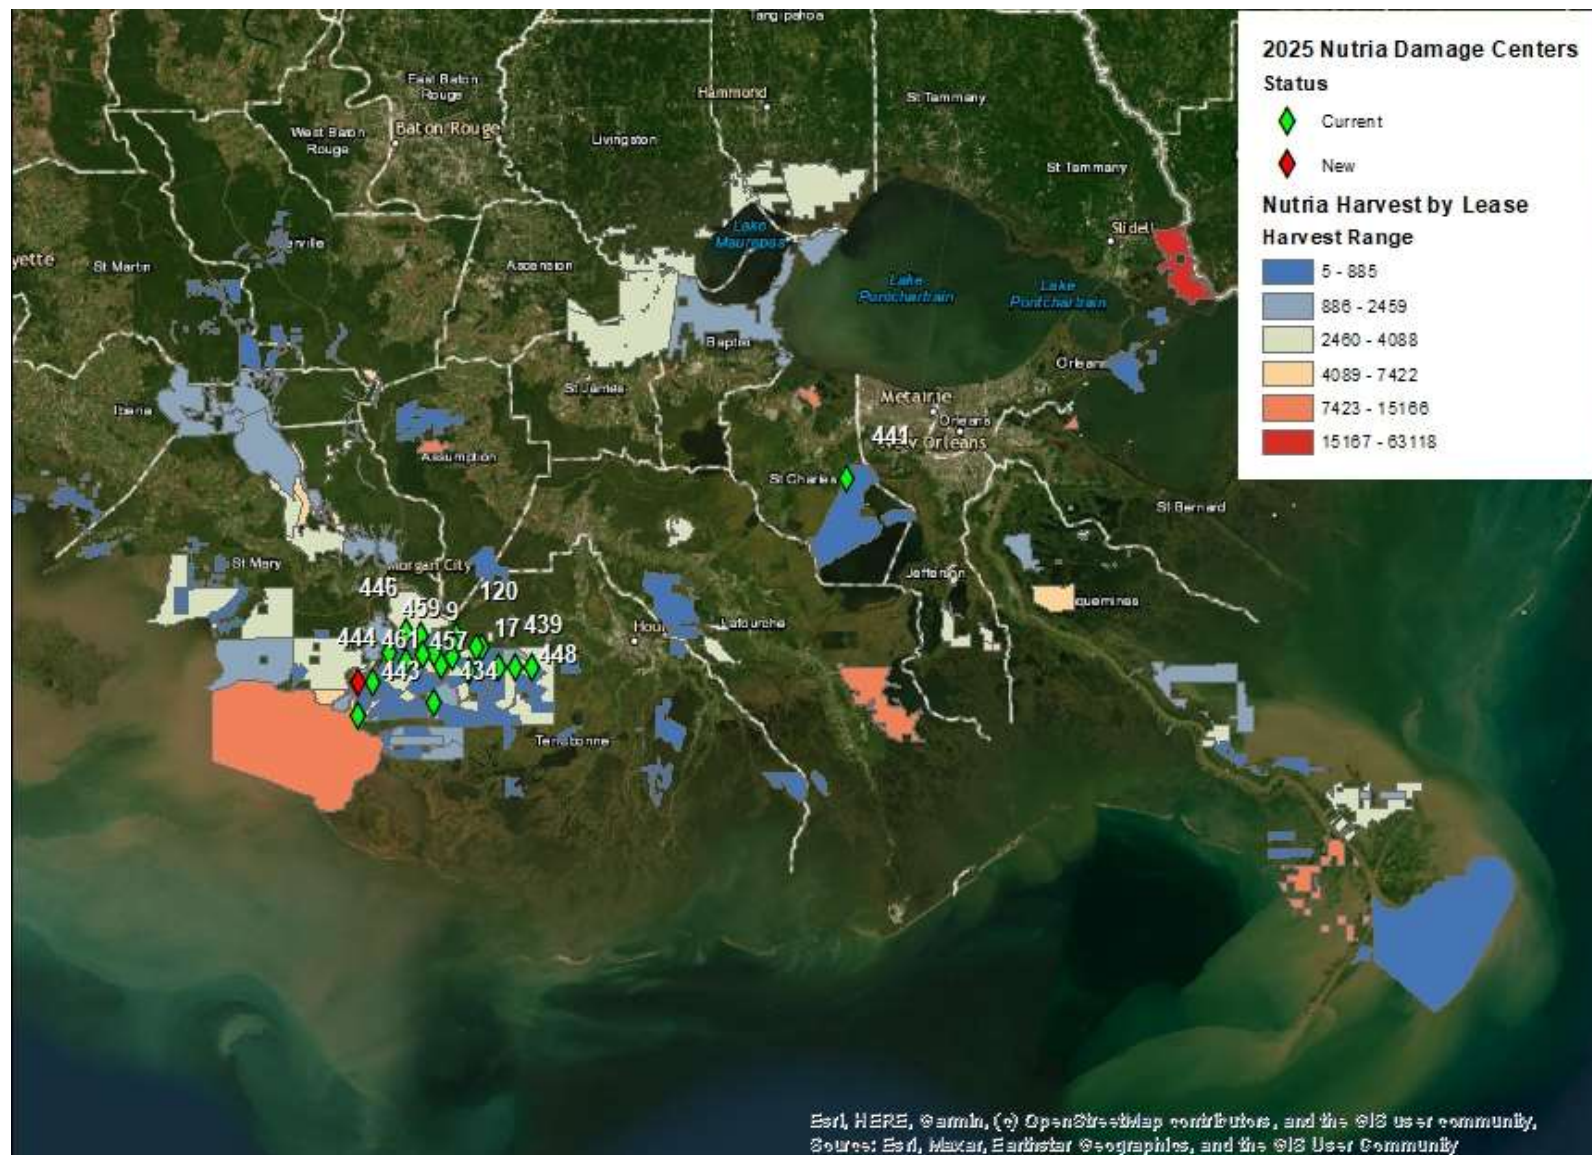 Tangipahoa
2025 Nutria Damage Centers
Status
Current
New
Nutria Harvest by Lease
Harvest Range
5 - 885
886 - 2459
2460 - 4088
4089 - 7422
7423 - 15166
15167 - 63118
East Baton
Rouge
Hammond
St Tammany
West Baton
Rouge
Baton Rouge
Livingston
St Tammany
Slidell
Lake
Maurepas
erville
yette
St Martin
Ascension
Lake
Pontchartrain
Lake
Pontchartrain
Baptist
Orleans
St James
Iberia
Metairie
Orleans
441
New Orleans
Assumption
St Charles
St Bernard
St Mary
Morgan City
Jefferson
446
120
quemines
459
9
17
439
Lafourche
444
461
457
448
443
434
Terrebonne
Esri, HERE, Garmin, (c) OpenStreetMap contributors, and the GIS user community,
Source: Esri, Maxar, Earthstar Geographics, and the GIS User Community